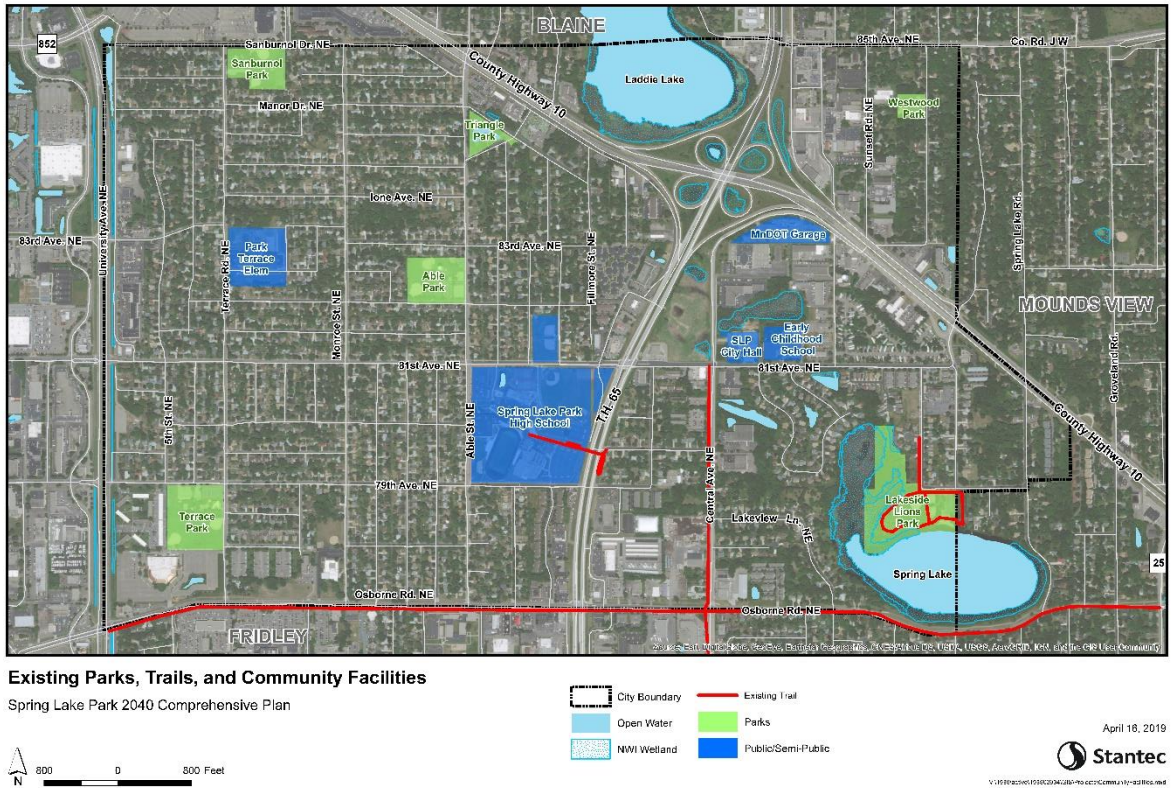 BLAINE
852
Sanburnol Dr. NE
85th Ave. NE
Co. Rd. J W
Sanburnol
Park
County Highway 10
Laddie Lake
Manor Dr. NE
Westwood
Park
Triangle
Park
Sunset Rd. NE
Ione Ave. NE
Spring Lake Rd.
83rd Ave. NE
University Ave. NE
Terrace Rd. NE
Park
Terrace
Elem
83rd Ave. NE
Fillmore St. NE
MnDOT Garage
Able
Park
MOUNDS VIEW
Monroe St. NE
SLP
City Hall
Early
Childhood
School
Groveland Rd.
81st Ave. NE
81st Ave. NE
5th St. NE
Able St. NE
Spring Lake Park
High School
T.H. 65
County Highway 10
Central Ave. NE
79th Ave. NE
Lakeside
Lions
Park
Terrace
Park
Lakeview Ln. NE
Spring Lake
25
Osborne Rd. NE
Osborne Rd. NE
FRIDLEY
Existing Parks, Trails, and Community Facilities
Spring Lake Park 2040 Comprehensive Plan
City Boundary
Existing Trail
Open Water
Parks
NWI Wetland
Public/Semi-Public
April 16, 2019
N
800 0 800 Feet
Stantec